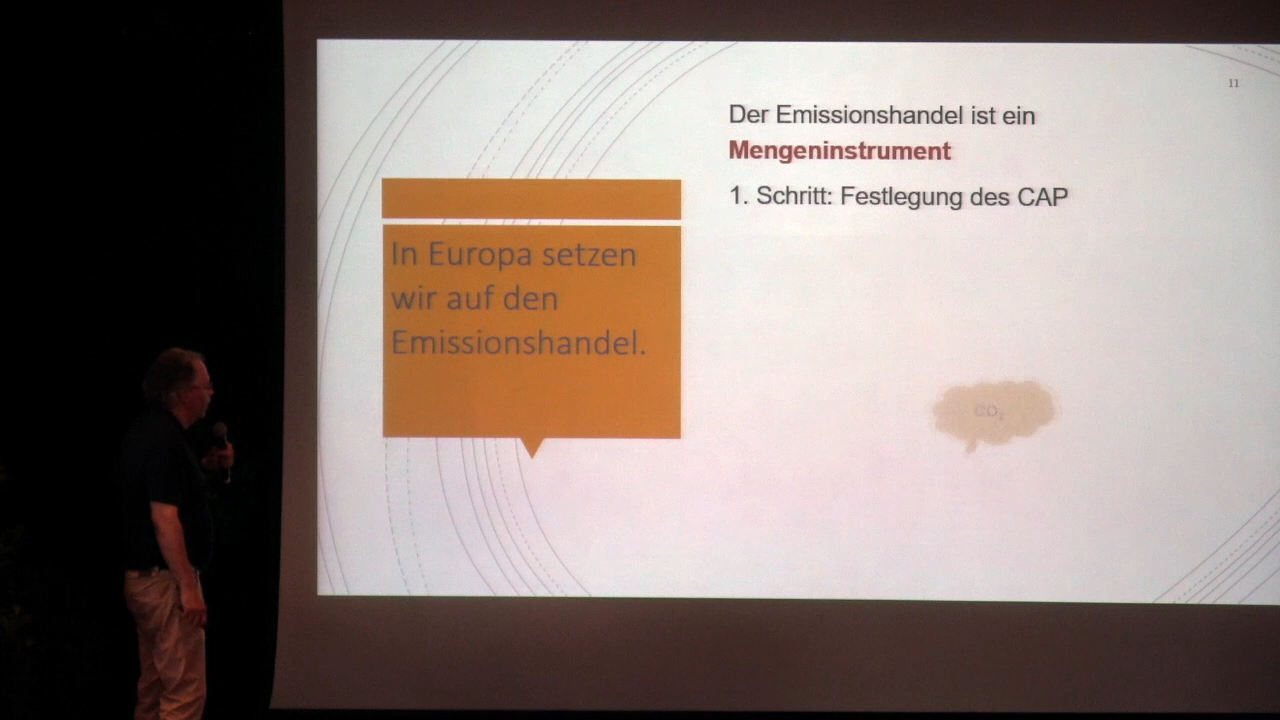 11
Der Emissionshandel ist ein
Mengeninstrument
1. Schritt: Festlegung des CAP
In Europa setzen
wir auf den
Emissionshandel.
CO₂